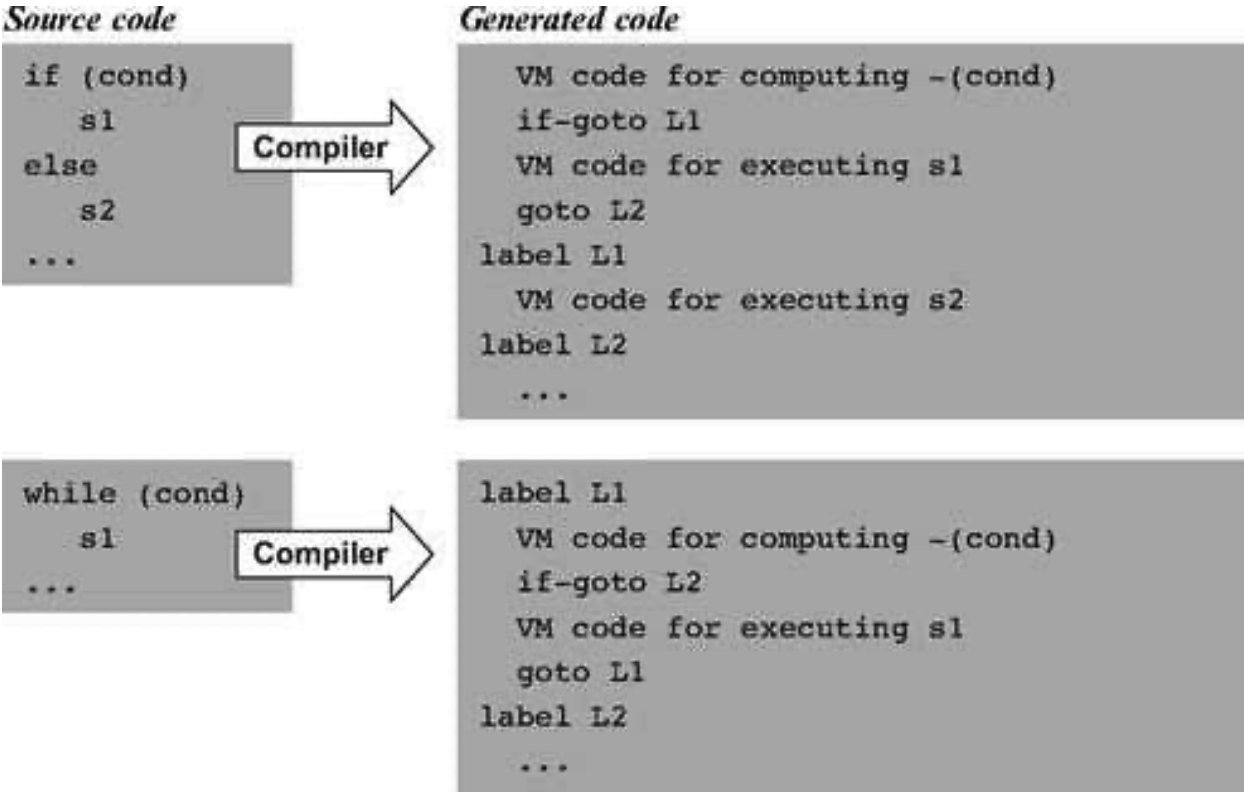 Source code
Generated code
if (cond)
s1
else
s2
...
Compiler
VM code for computing ~(cond)
if-goto L1
VM code for executing s1
goto L2
label L1
VM code for executing s2
label L2
...
while (cond)
s1
...
Compiler
label L1
VM code for computing ~(cond)
if-goto L2
VM code for executing s1
goto L1
label L2
...